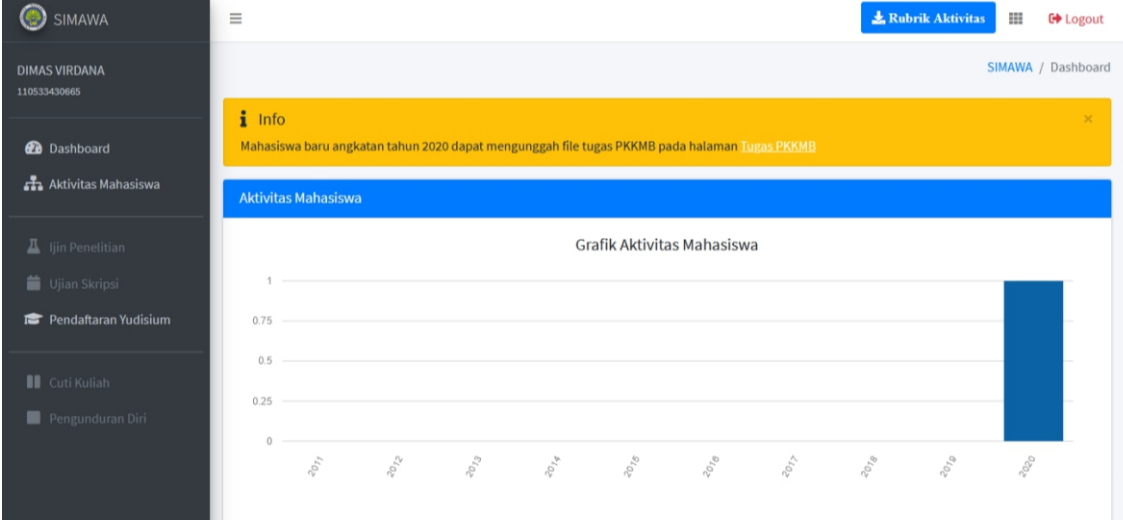 SIMAWA
Rubrik Aktivitas
Logout
DIMAS VIRDANA
110533430665
SIMAWA / Dashboard
Dashboard
Aktivitas Mahasiswa
Ijin Penelitian
Ujian Skripsi
Pendaftaran Yudisium
Cuti Kuliah
Pengunduran Diri
Info
×
Mahasiswa baru angkatan tahun 2020 dapat mengunggah file tugas PKKMB pada halaman Tugas PKKMB
Aktivitas Mahasiswa
Grafik Aktivitas Mahasiswa
1
0.75
0.5
0.25
0
2011 2012 2013 2014 2015 2016 2017 2018 2019 2020